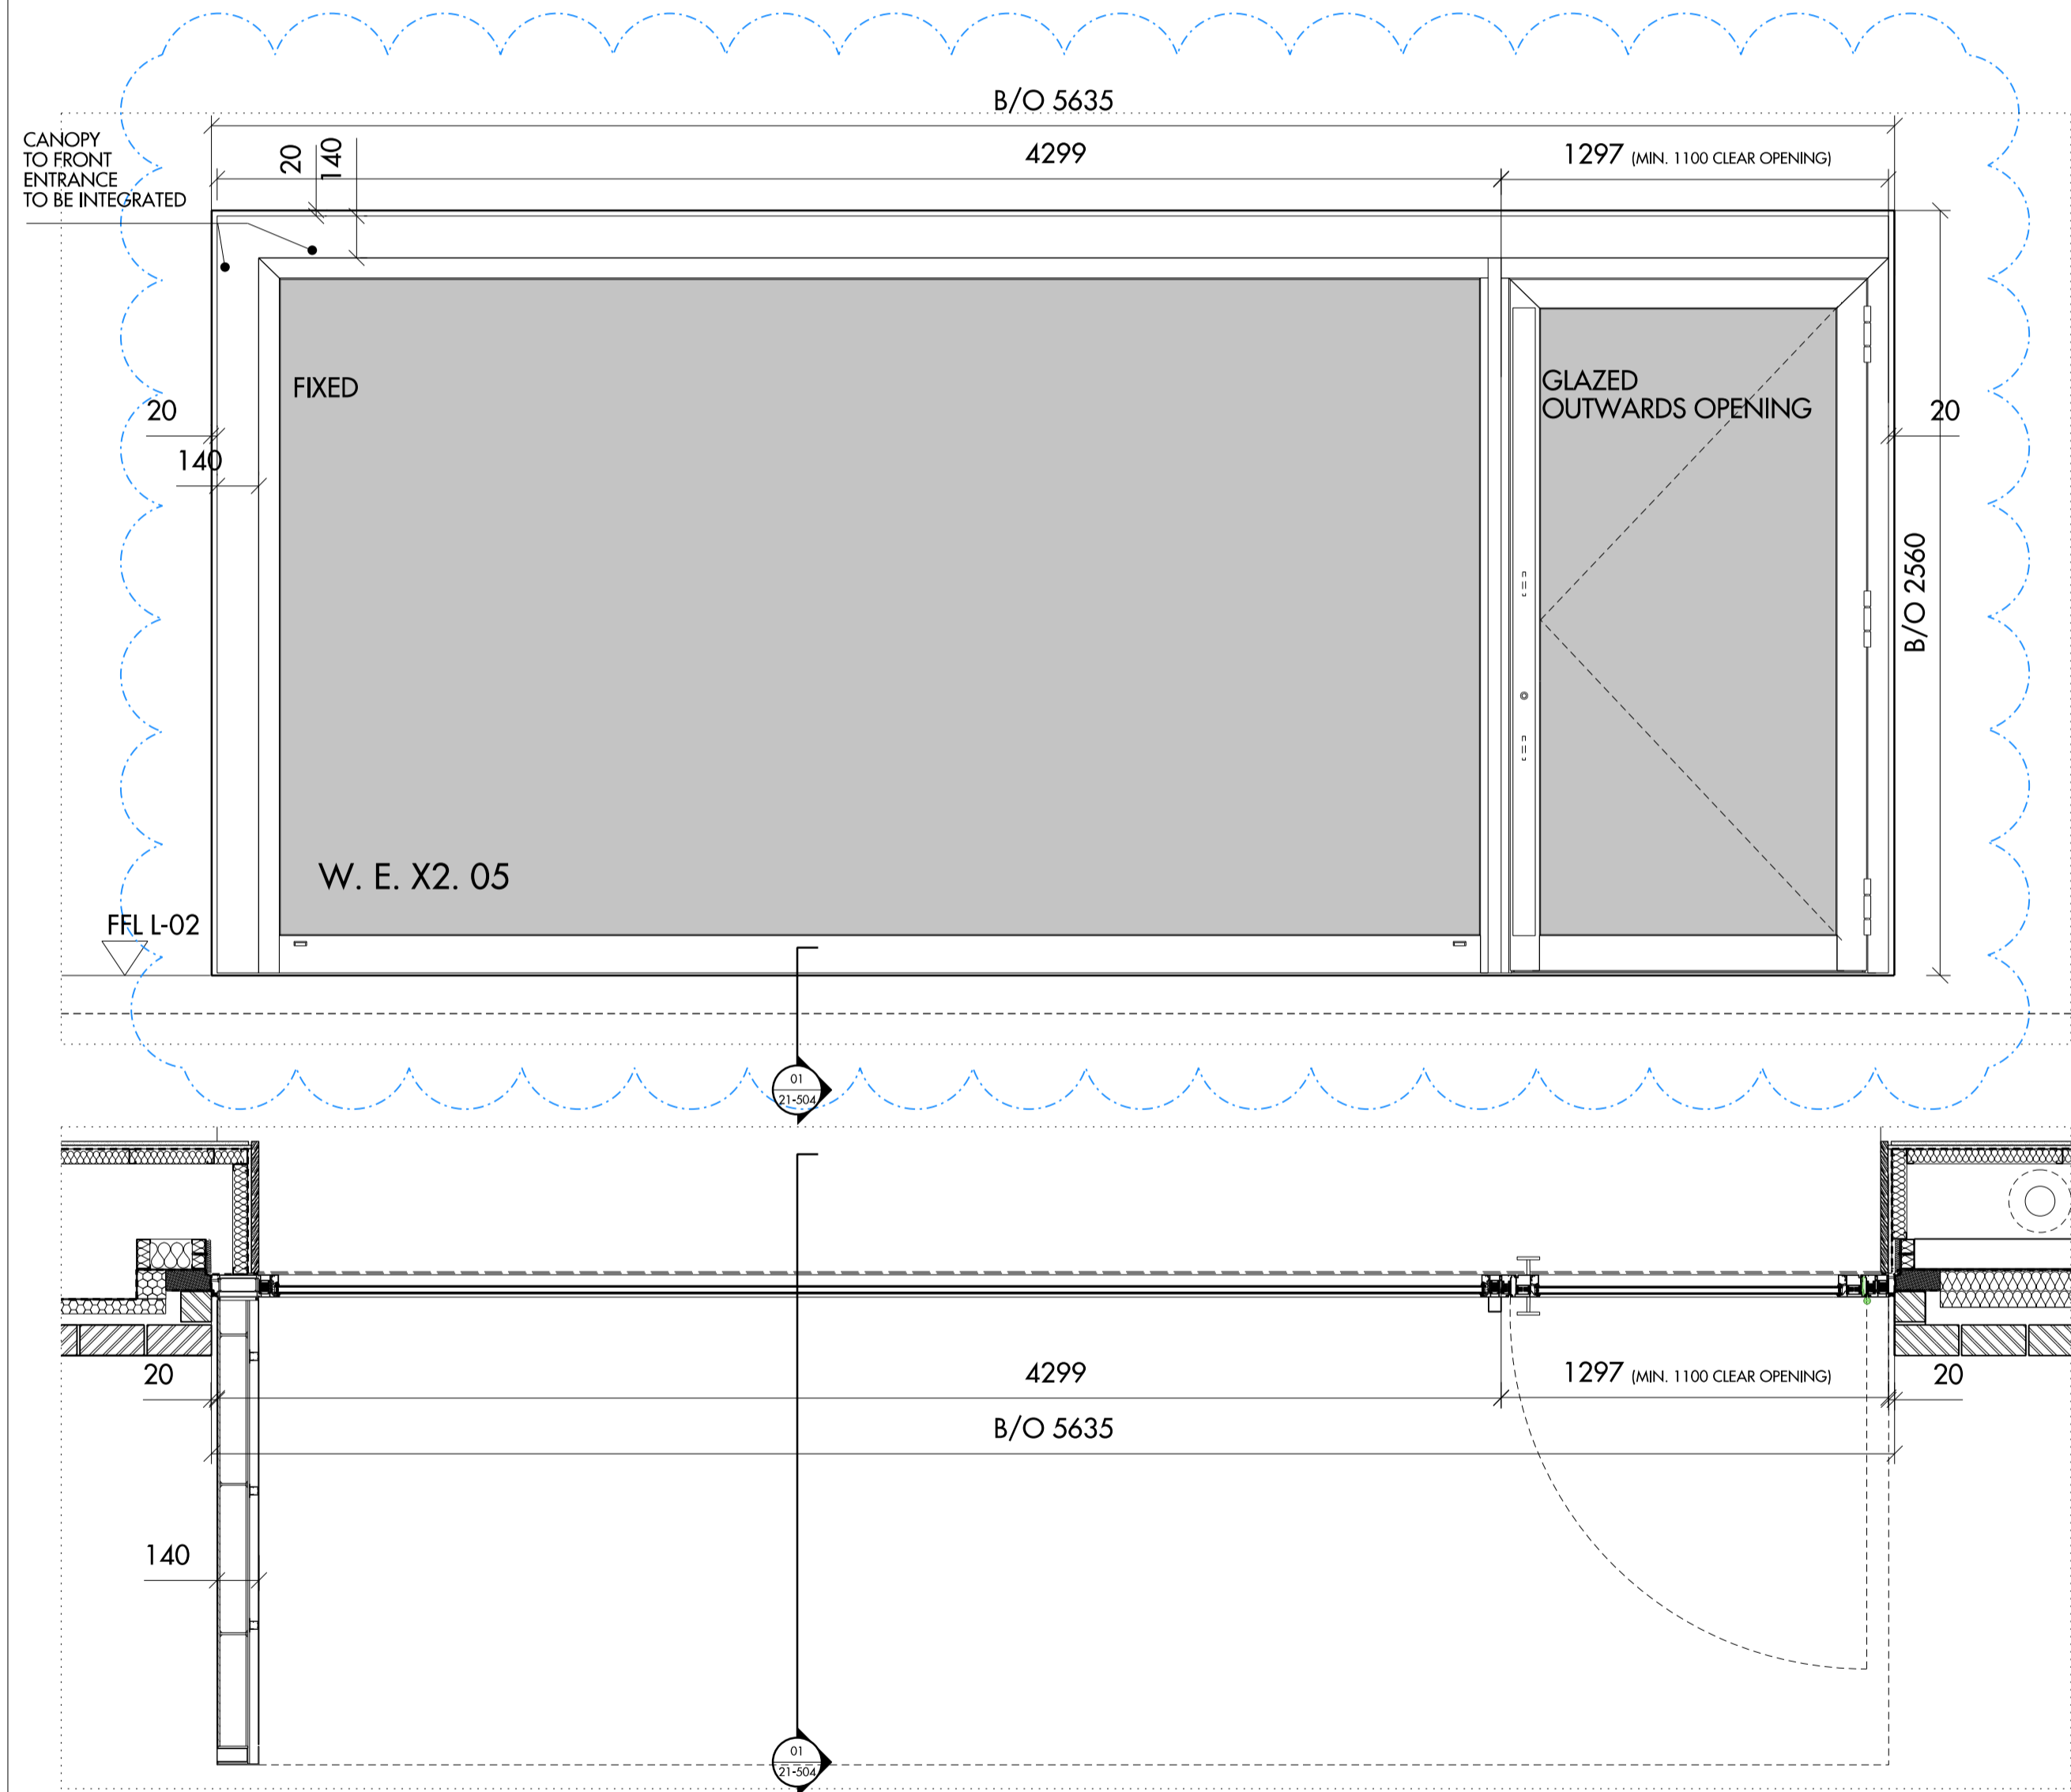 B/O 5635
CANOPY
TO FRONT
ENTRANCE
TO BE INTEGRATED
20
140
4299
1297 (MIN. 1100 CLEAR OPENING)
FIXED
GLAZED
OUTWARDS OPENING
20
140
20
B/O 2560
W. E. X2. 05
FFL L-02
01
21-504
20
4299
1297 (MIN. 1100 CLEAR OPENING)
20
B/O 5635
140
01
21-504